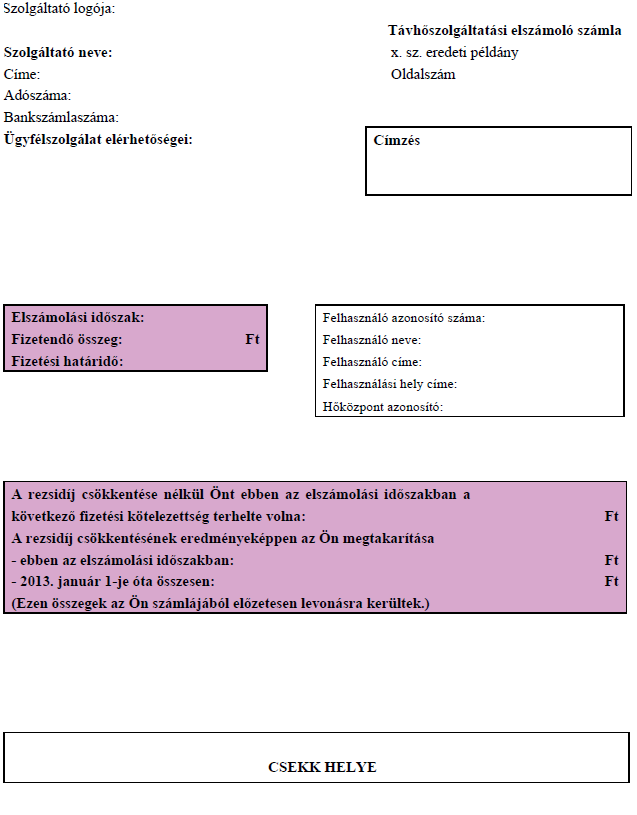 Szolgáltató logója:
Távhőszolgáltatási elszámoló számla
Szolgáltató neve:
x. sz. eredeti példány
Címe:
Oldalszám
Adószáma:
Bankszámlaszáma:
Ügyfélszolgálat elérhetőségei:
Címzés
Elszámolási időszak:
Fizetendő összeg: Ft
Fizetési határidő:
Felhasználó azonosító száma:
Felhasználó neve:
Felhasználó címe:
Felhasználási hely címe:
Hőközpont azonosító:
A rezsidíj csökkentése nélkül Önt ebben az elszámolási időszakban a
következő fizetési kötelezettség terhelte volna: Ft
A rezsidíj csökkentésének eredményeképpen az Ön megtakarítása
- ebben az elszámolási időszakban: Ft
- 2013. január 1-je óta összesen: Ft
(Ezen összegek az Ön számlájából előzetesen levonásra kerültek.)
CSEKK HELYE